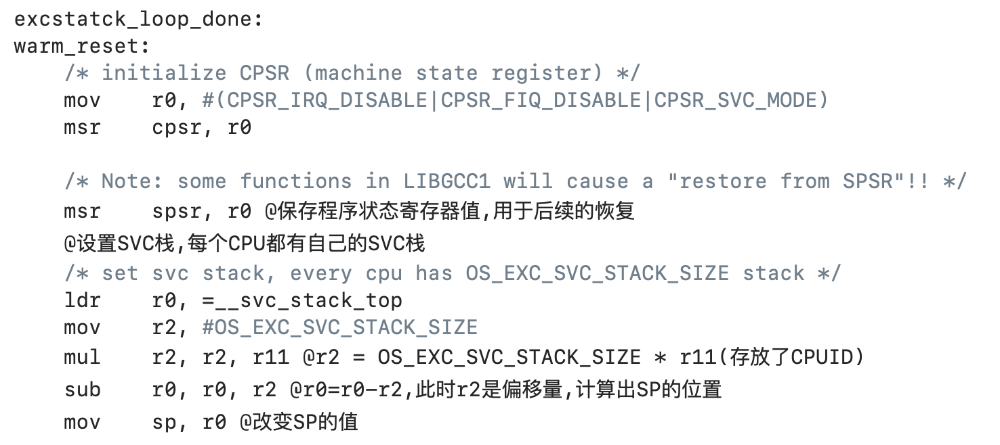 excstatck_loop_done:
warm_reset:
/* initialize CPSR (machine state register) */
mov r0, #(CPSR_IRQ_DISABLE|CPSR_FIQ_DISABLE|CPSR_SVC_MODE)
msr cpsr, r0
/* Note: some functions in LIBGCC1 will cause a "restore from SPSR"!! */
msr spsr, r0 @保存程序状态寄存器值,用于后续的恢复
@设置SVC栈,每个CPU都有自己的SVC栈
/* set svc stack, every cpu has OS_EXC_SVC_STACK_SIZE stack */
ldr r0, =__svc_stack_top
mov r2, #OS_EXC_SVC_STACK_SIZE
mul r2, r2, r11 @r2 = OS_EXC_SVC_STACK_SIZE * r11(存放了CPUID)
sub r0, r0, r2 @r0=r0-r2,此时r2是偏移量,计算出SP的位置
mov sp, r0 @改变SP的值